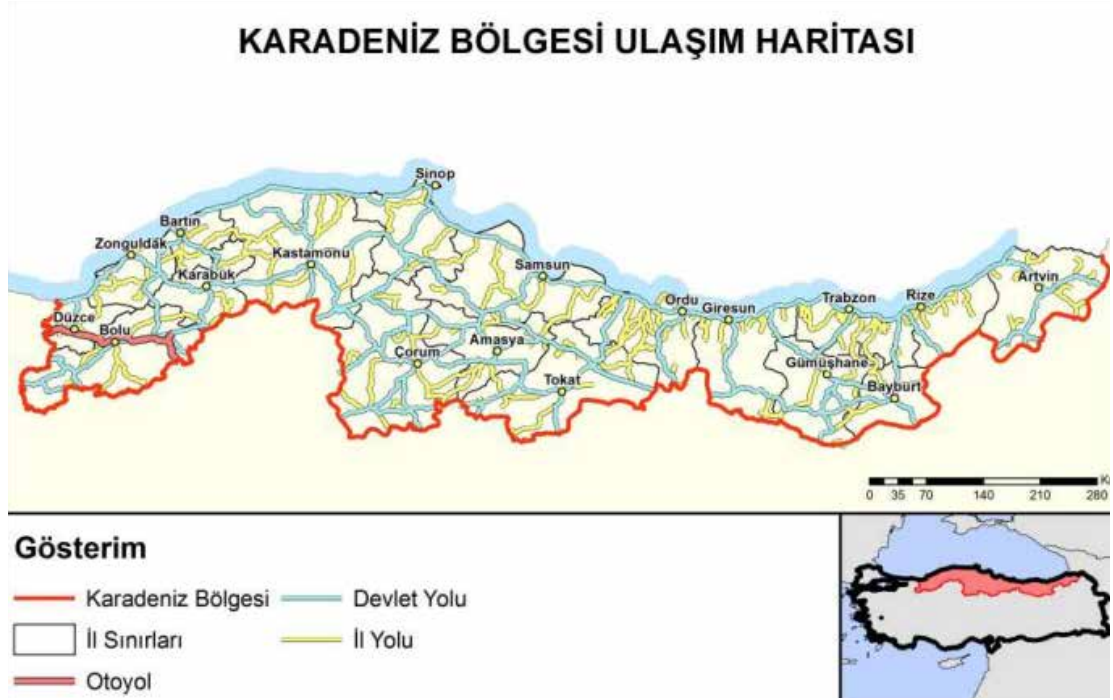 KARADENİZ BÖLGESİ ULAŞIM HARİTASI
Sinop
Bartın
Zonguldak
Kastamonu
Karabük
Samsun
Artvin
Ordu
Giresun
Trabzon
Rize
Düzce
Bolu
Amasya
Çorum
Gümüşhane
Tokat
Bayburt
0 35 70 140 210 280
Gösterim
Karadeniz Bölgesi
Devlet Yolu
İl Sınırları
İl Yolu
Otoyol